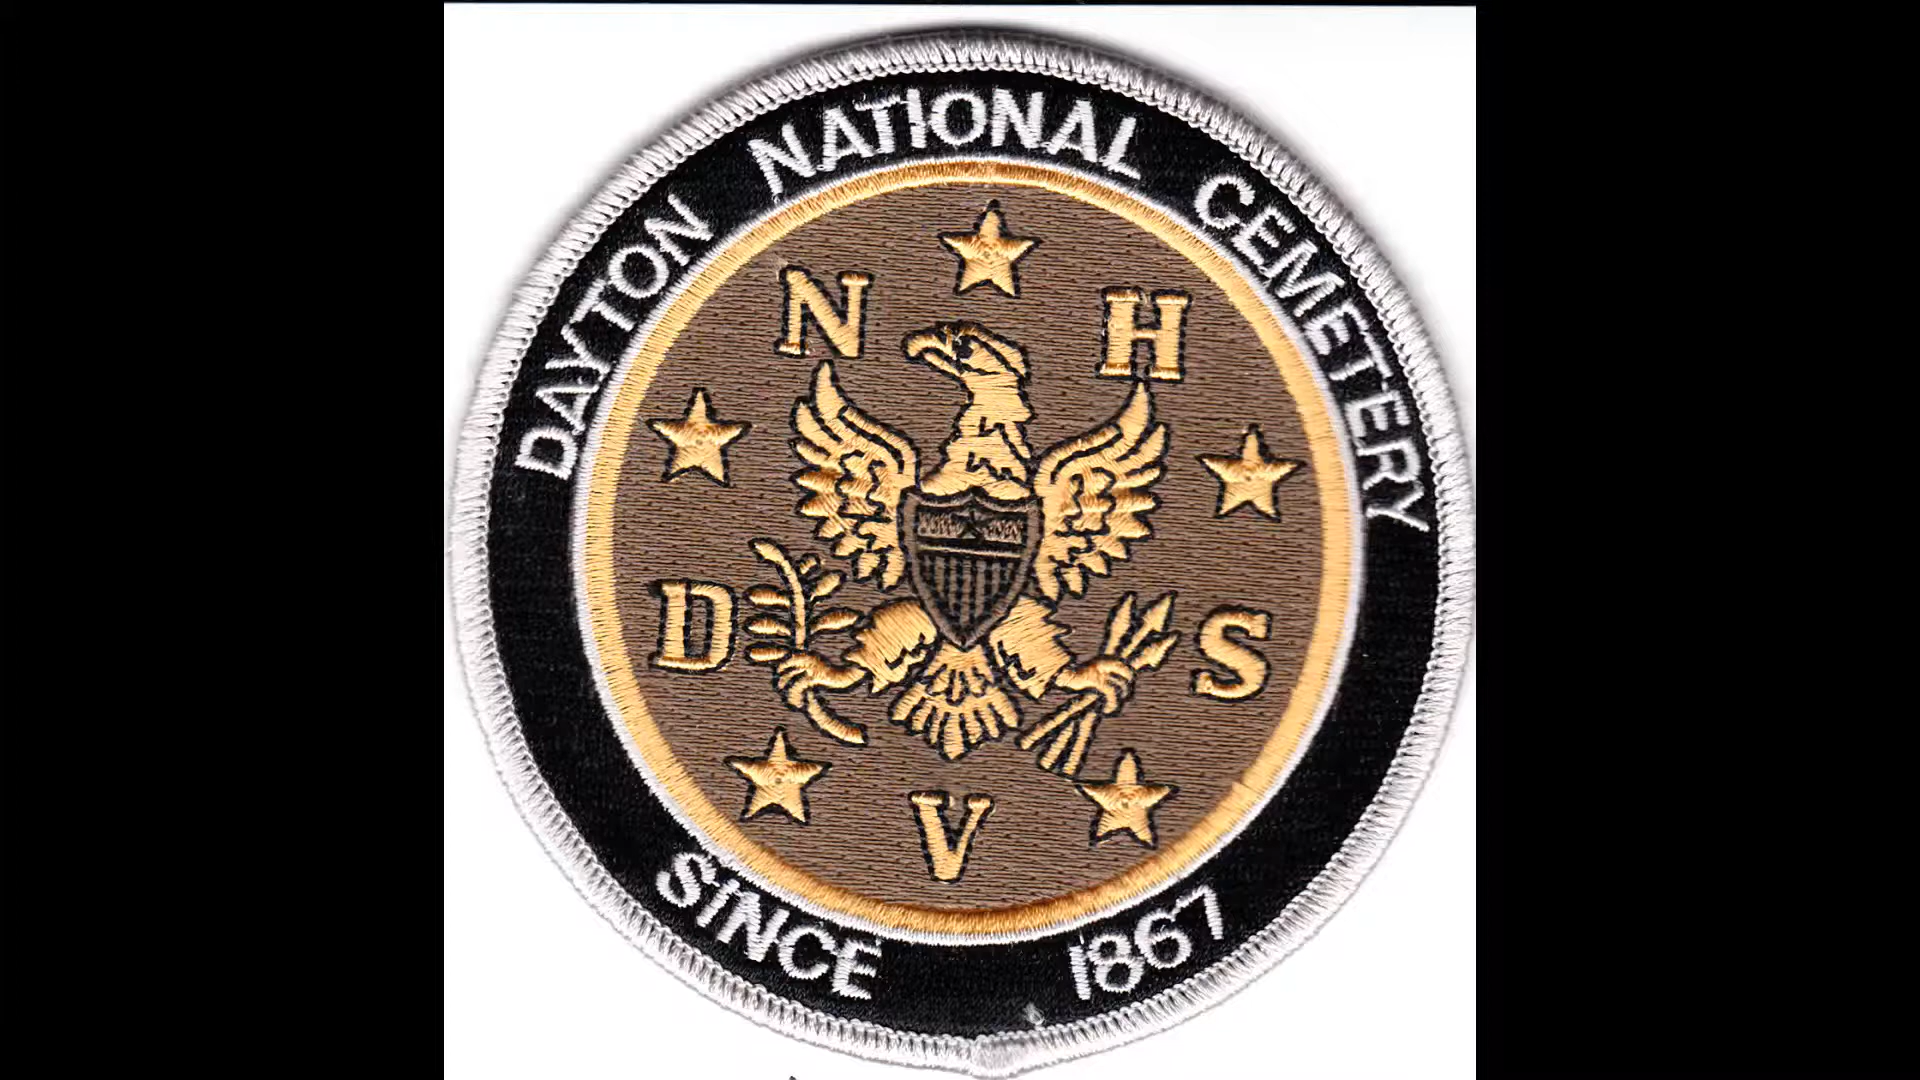 DAYTON NATIONAL CEMETERY
N H
D S
V
SINCE 1867